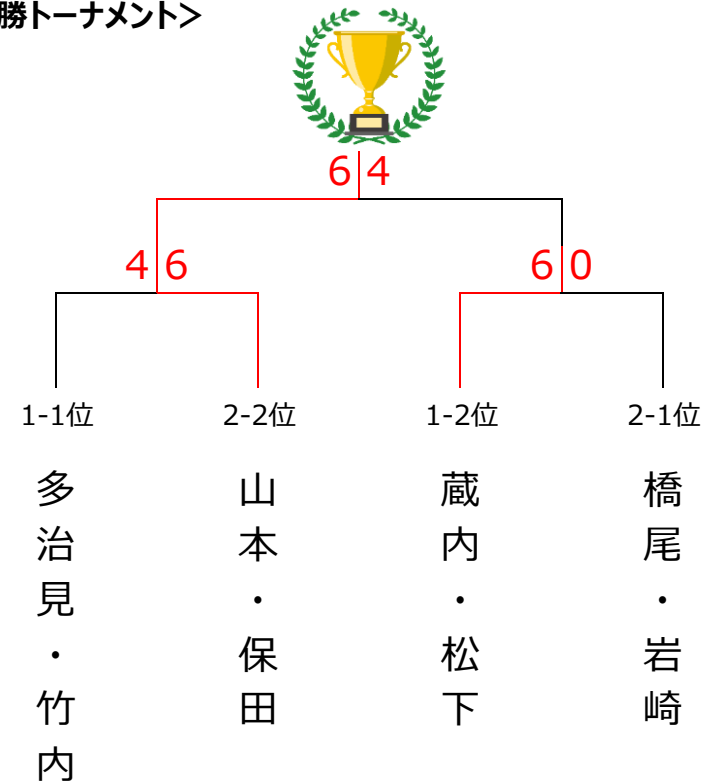 勝トーナメント＞
6 4
4 6
6 0
1-1位
2-2位
1-2位
2-1位
多治見・竹内
山本・保田
蔵内・松下
橋尾・岩崎